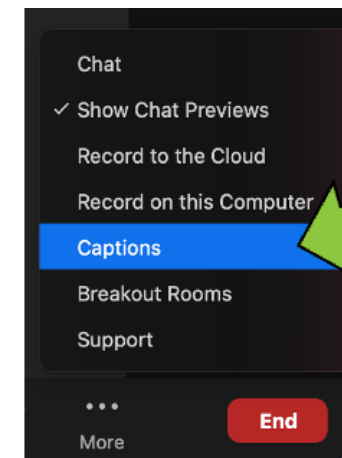 Chat
Show Chat Previews
Record to the Cloud
Record on this Computer
Captions
Breakout Rooms
Support
More
End